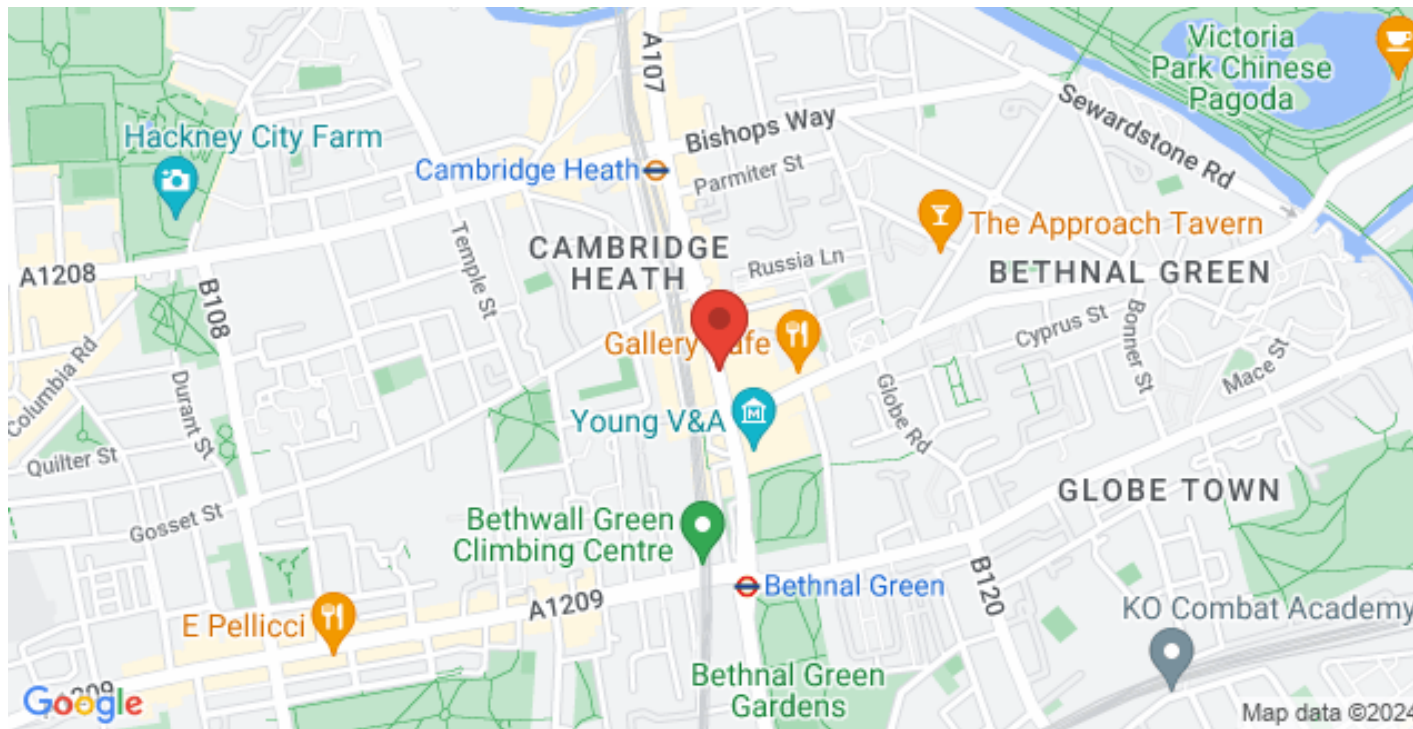 Victoria
Park Chinese
Pagoda
A107
Hackney City Farm
Bishops Way
Sewardstone Rd
Cambridge Heath
Parmiter St
The Approach Tavern
Temple St
CAMBRIDGE
HEATH
Russia Ln
BETHNAL GREEN
A1208
B108
Gallery
Cyprus St
Bonner St
Columbia Rd
Durant St
Mace St
Young V&A
Globe Rd
Quilter St
GLOBE TOWN
Gosset St
Bethwall Green
Climbing Centre
A1209
Bethnal Green
B120
E Pellicci
KO Combat Academy
Bethnal Green
Gardens
A1209
Google
Map data ©2024